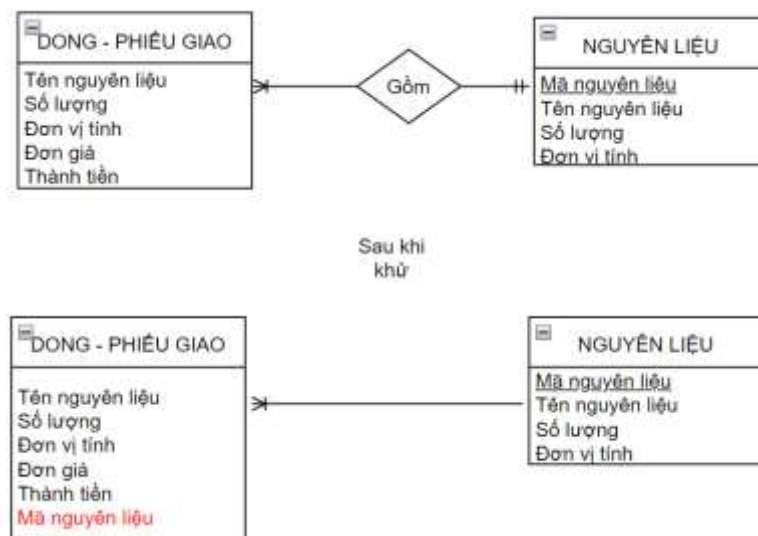 DONG - PHIẾU GIAO
Tên nguyên liệu
Số lượng
Đơn vị tính
Đơn giá
Thành tiền
Gồm
NGUYÊN LIỆU
Mã nguyên liệu
Tên nguyên liệu
Số lượng
Đơn vị tính
Sau khi
khử
DONG - PHIẾU GIAO
Tên nguyên liệu
Số lượng
Đơn vị tính
Đơn giá
Thành tiền
Mã nguyên liệu
NGUYÊN LIỆU
Mã nguyên liệu
Tên nguyên liệu
Số lượng
Đơn vị tính